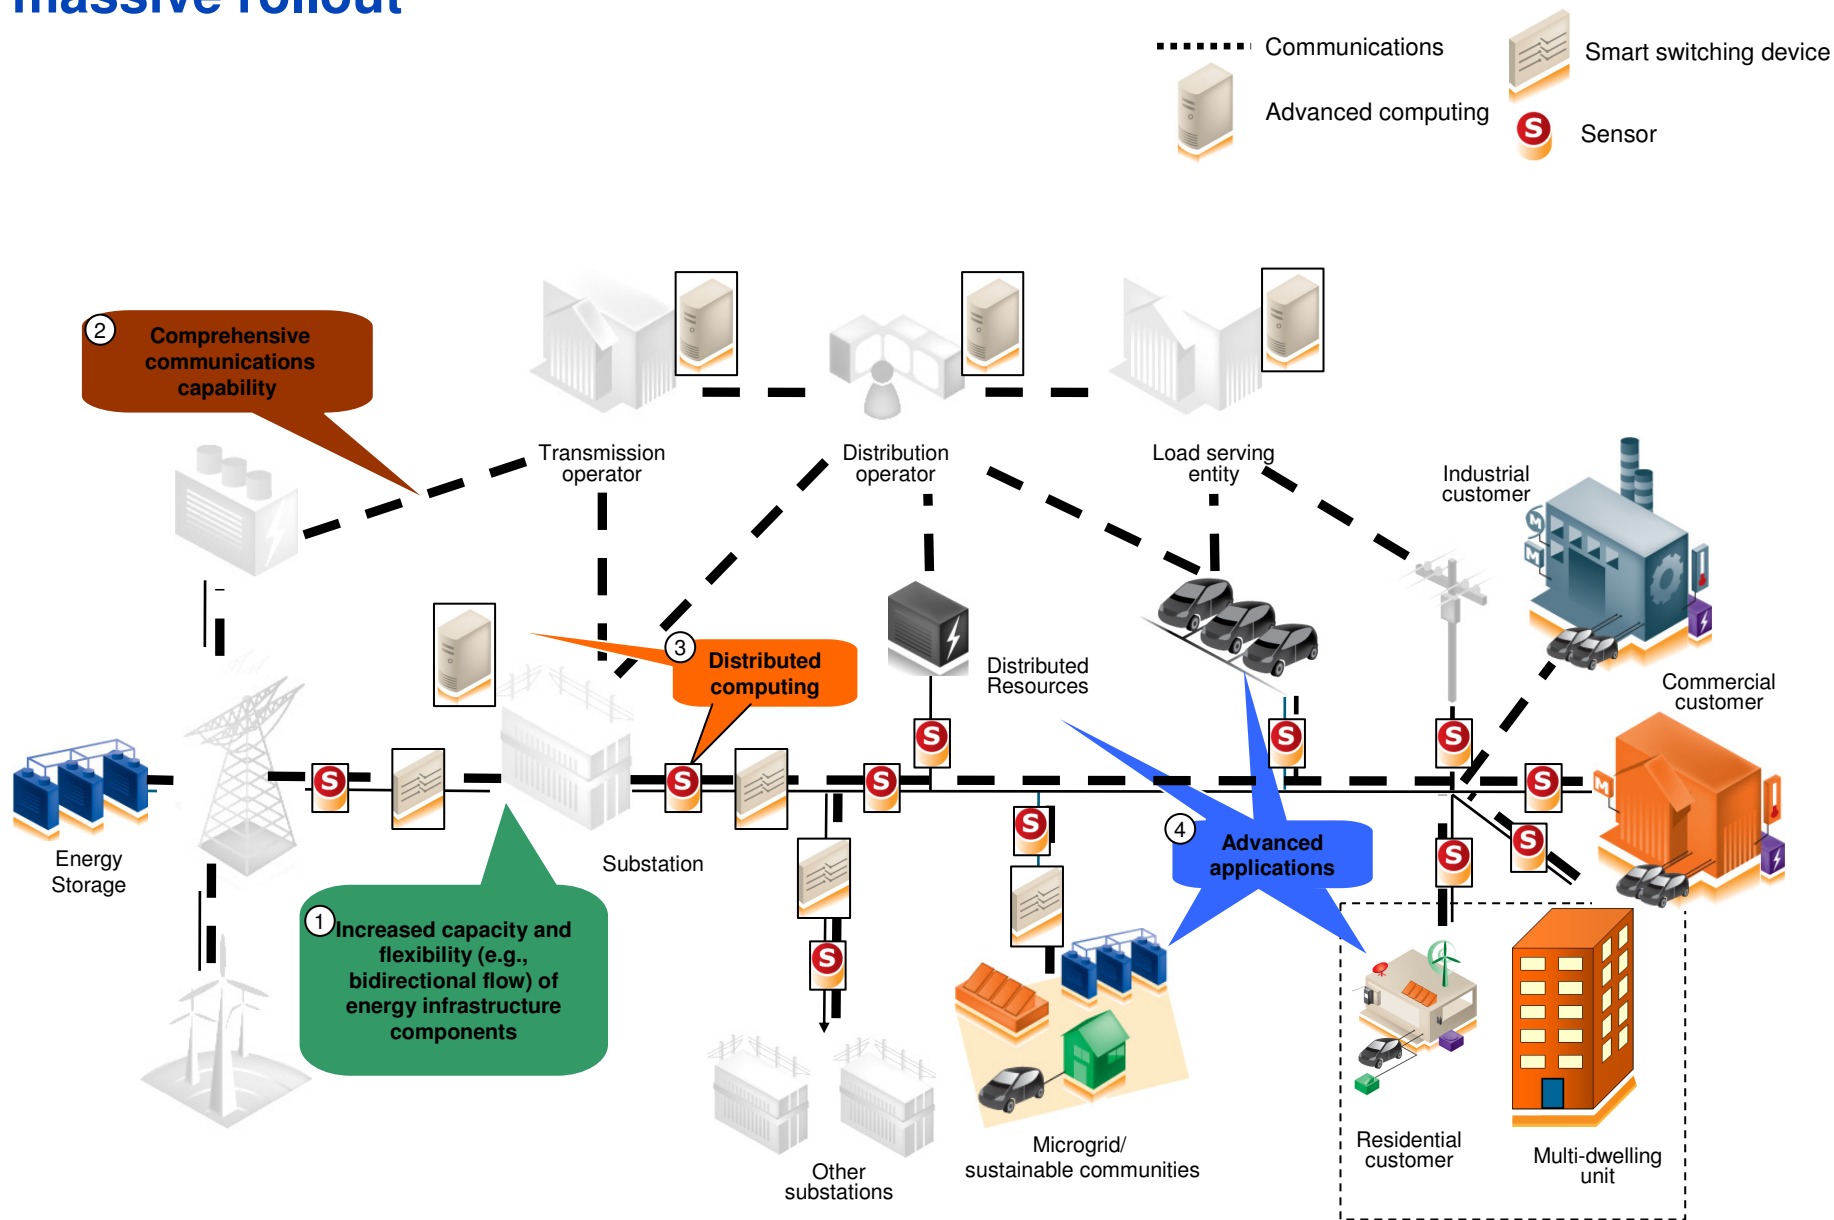 massive rollout
Communications
Smart switching device
Advanced computing
S
Sensor
2
Comprehensive
communications
capability
Transmission
operator
Distribution
operator
Load serving
entity
Industrial
customer
M
M
3
Distributed
computing
Distributed
Resources
Commercial
customer
S
S
S
S
S
S
S
M
Energy
Storage
Substation
S
4
Advanced
applications
S
S
1
Increased capacity and
flexibility (e.g.,
bidirectional flow) of
energy infrastructure
components
S
Other
substations
Microgrid/
sustainable communities
Residential
customer
Multi-dwelling
unit